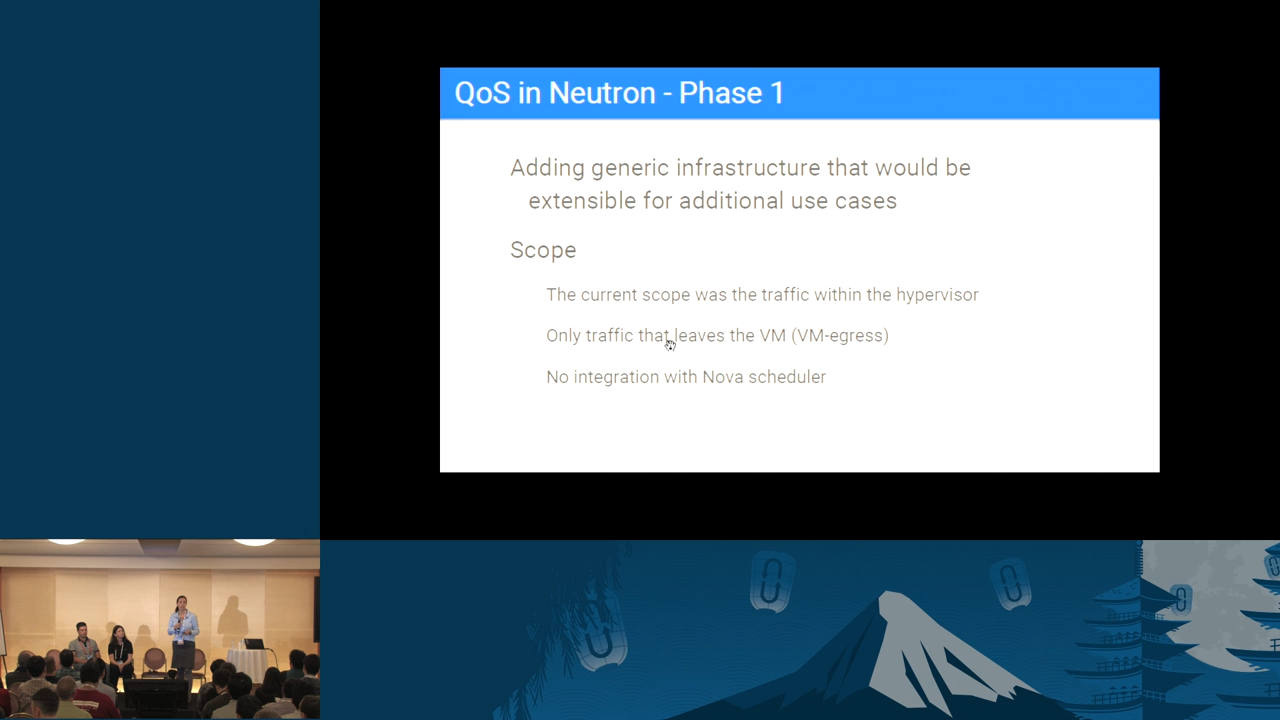 QoS in Neutron - Phase 1
Adding generic infrastructure that would be
extensible for additional use cases
Scope
The current scope was the traffic within the hypervisor
Only traffic that leaves the VM (VM-egress)
No integration with Nova scheduler